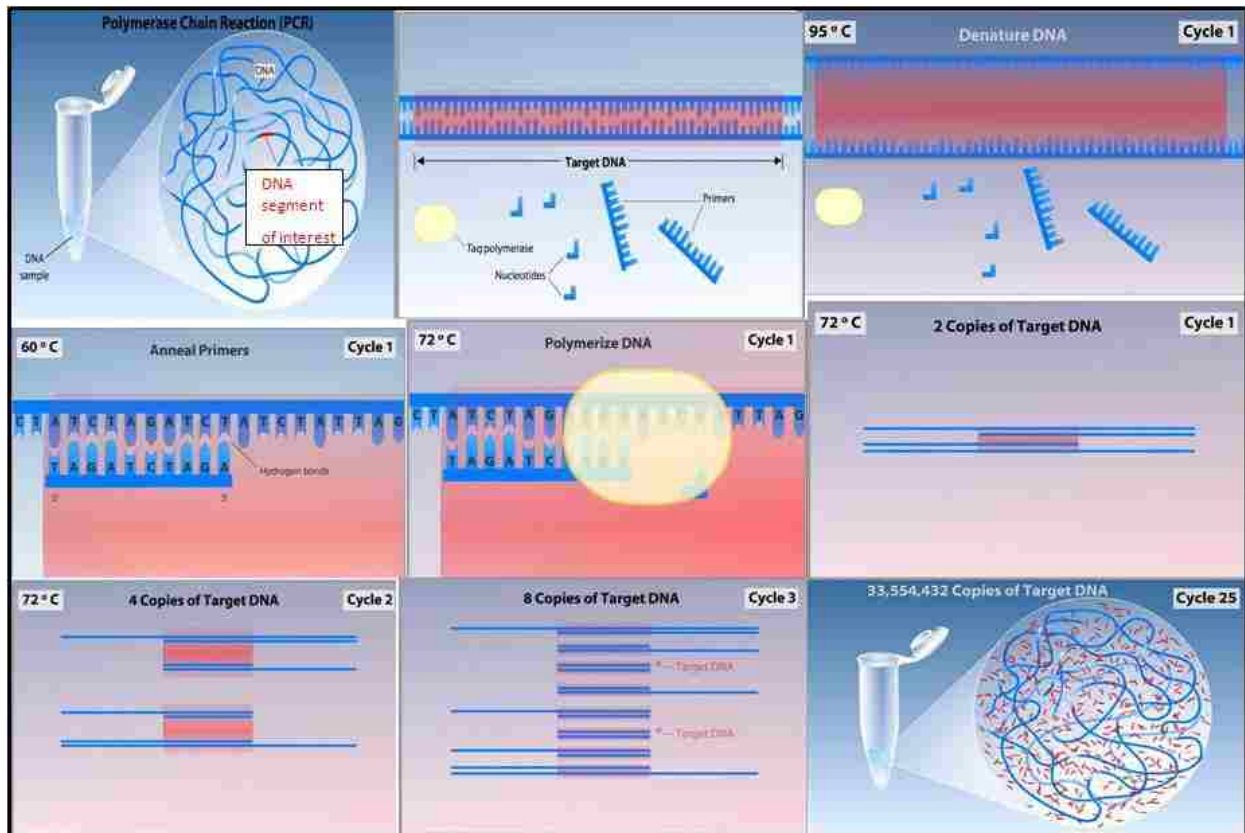 Polymerase Chain Reaction (PCR)
DNA
DNA
segment
of interest
DNA
sample
Target DNA
Primers
Taq polymerase
Nucleotides
95 º C
Denature DNA
Cycle 1
60 º C
Anneal Primers
Cycle 1
C T A T C T A G A T C T A T C T A T T A G
T A G A T C T A G A
Hydrogen bonds
72 º C
Polymerize DNA
Cycle 1
C T A T C T A G
T T A G
T A G A T C
72 º C
2 Copies of Target DNA
Cycle 1
72 º C
4 Copies of Target DNA
Cycle 2
8 Copies of Target DNA
Cycle 3
Target DNA
Target DNA
33,554,432 Copies of Target DNA
Cycle 25